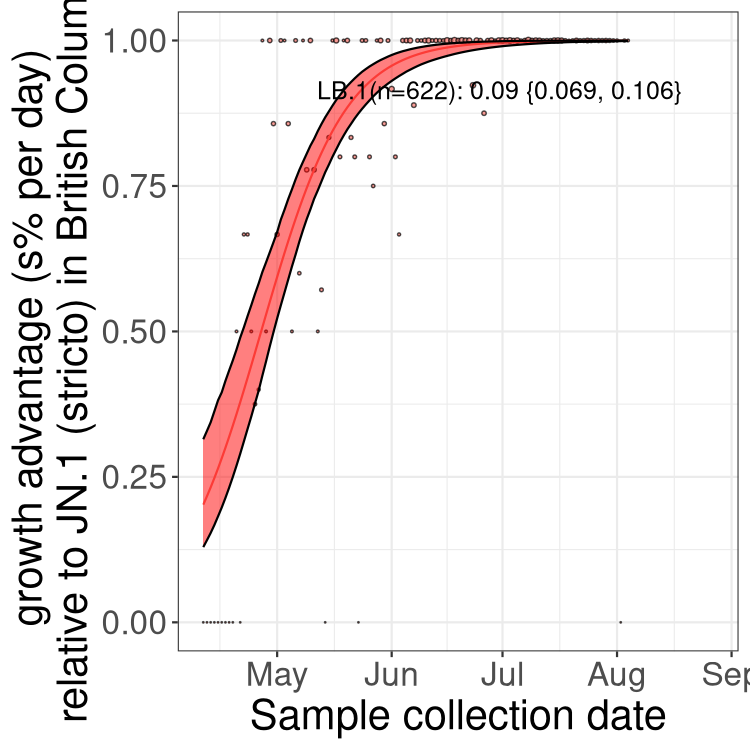 growth advantage (s% per day)
relative to JN.1 (stricto) in British Colum
1.00
0.75
0.50
0.25
0.00
LB.1(n=622): 0.09 {0.069, 0.106}
May Jun Jul Aug Sep
Sample collection date